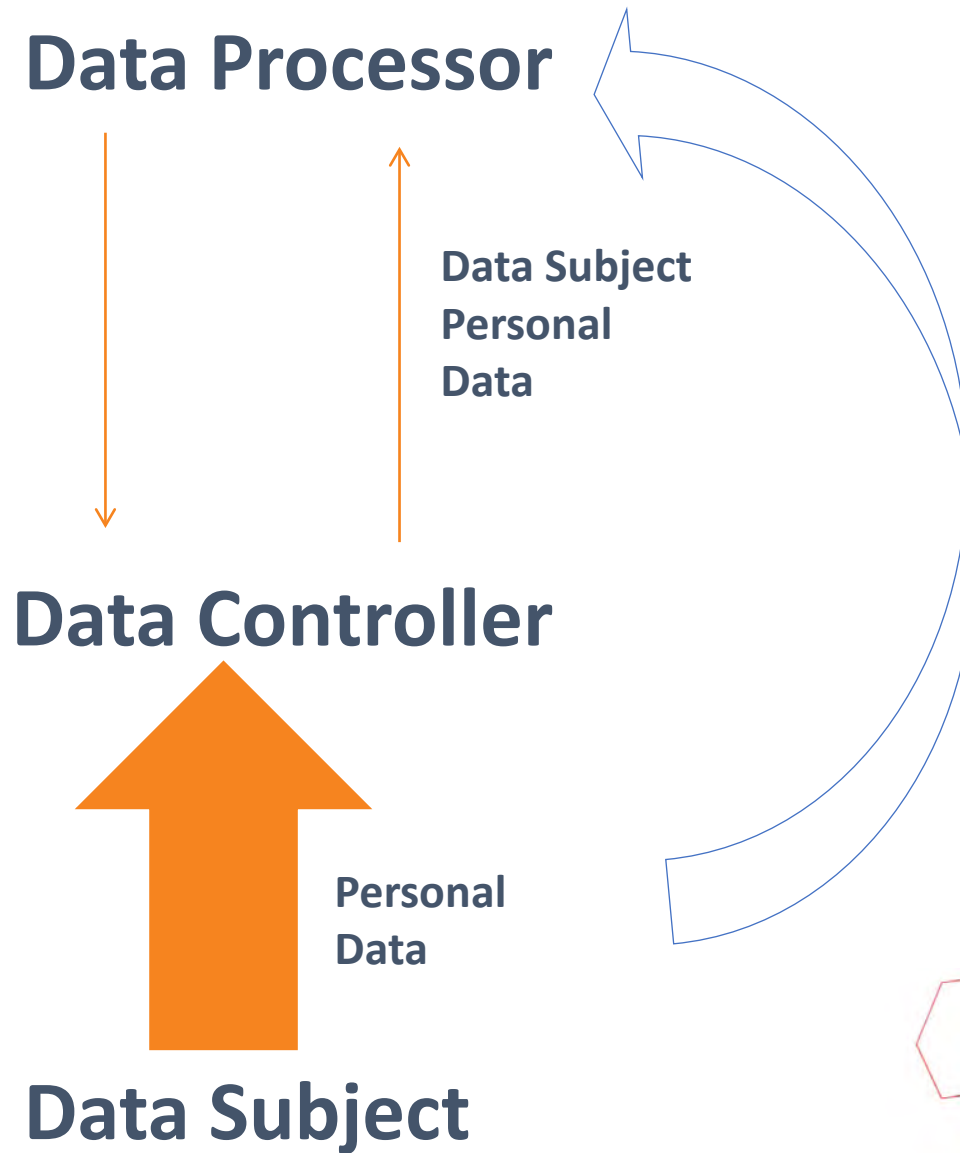 Data Processor
Data Subject
Personal
Data
Data Controller
Personal
Data
Data Subject